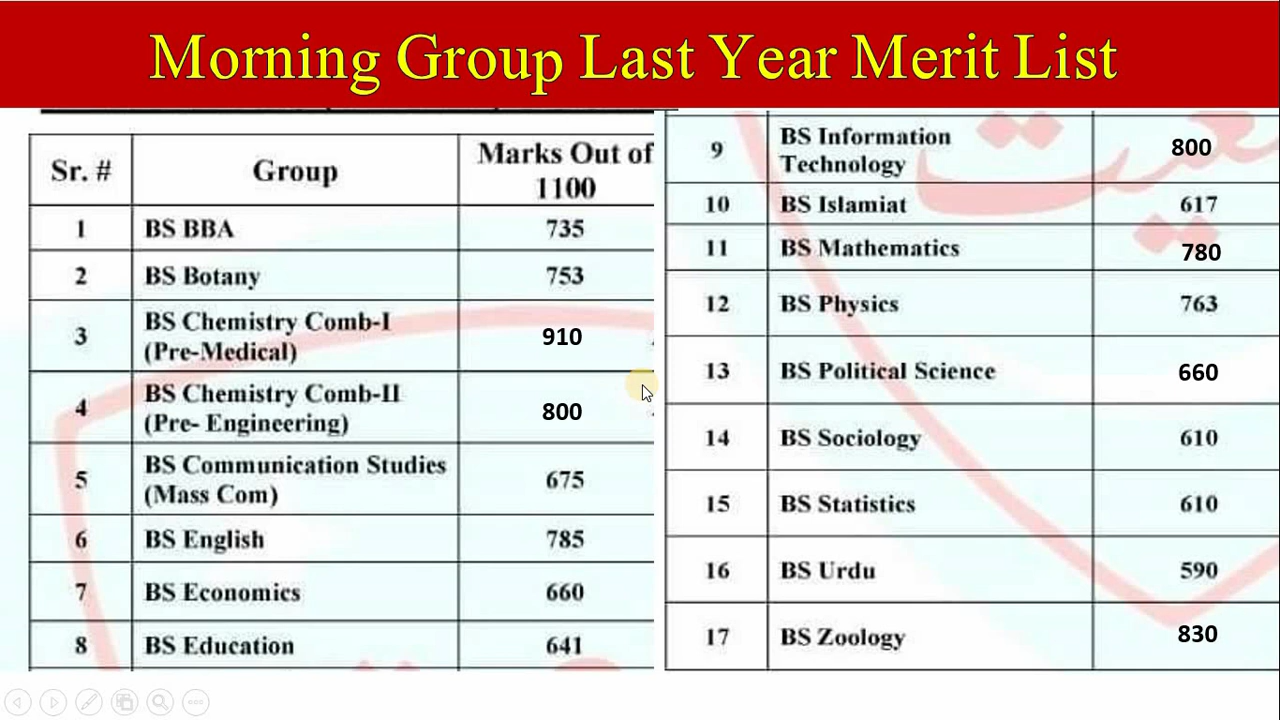 Morning Group Last Year Merit List
Sr. # Group Marks Out of 1100
1 BS BBA 735
2 BS Botany 753
3 BS Chemistry Comb-I (Pre-Medical) 910
4 BS Chemistry Comb-II (Pre- Engineering) 800
5 BS Communication Studies (Mass Com) 675
6 BS English 785
7 BS Economics 660
8 BS Education 641
9 BS Information Technology 800
10 BS Islamiat 617
11 BS Mathematics 780
12 BS Physics 763
13 BS Political Science 660
14 BS Sociology 610
15 BS Statistics 610
16 BS Urdu 590
17 BS Zoology 830